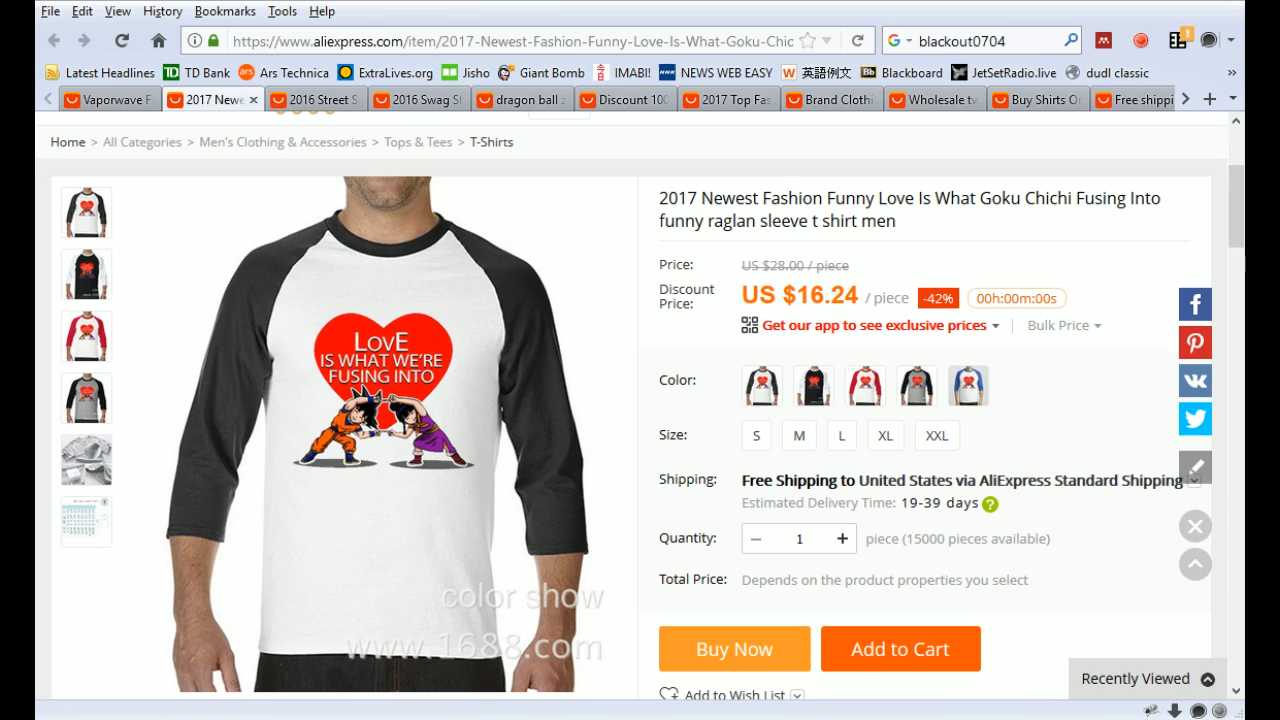 File Edit View History Bookmarks Tools Help
https://www.aliexpress.com/item/2017-Newest-Fashion-Funny-Love-Is-What-Goku-Chic
G blackout0704
1
Latest Headlines TD TD Bank ars Ars Technica ExtraLives.org Jisho Giant Bomb IMABI! NHK NEWS WEB EASY W 英語例文 Bb Blackboard JetSetRadio.live dudl classic »
Vaporwave F 2017 Newe 2016 Street S 2016 Swag S dragon ball z Discount 100 2017 Top Fas Brand Clothi Wholesale tv Buy Shirts O Free shippi
Home > All Categories > Men's Clothing & Accessories > Tops & Tees > T-Shirts
LovE
IS WHAT WE'RE
FUSING INTO
color show
www.1688.com
2017 Newest Fashion Funny Love Is What Goku Chichi Fusing Into
funny raglan sleeve t shirt men
Price: US $28.00 / piece
Discount
Price:
US $16.24 / piece -42% 00h:00m:00s
Get our app to see exclusive prices Bulk Price
Color:
Size: S M L XL XXL
Shipping: Free Shipping to United States via AliExpress Standard Shipping
Estimated Delivery Time: 19-39 days ?
Quantity: − 1 + piece (15000 pieces available)
Total Price: Depends on the product properties you select
Buy Now Add to Cart
Add to Wish List
Recently Viewed